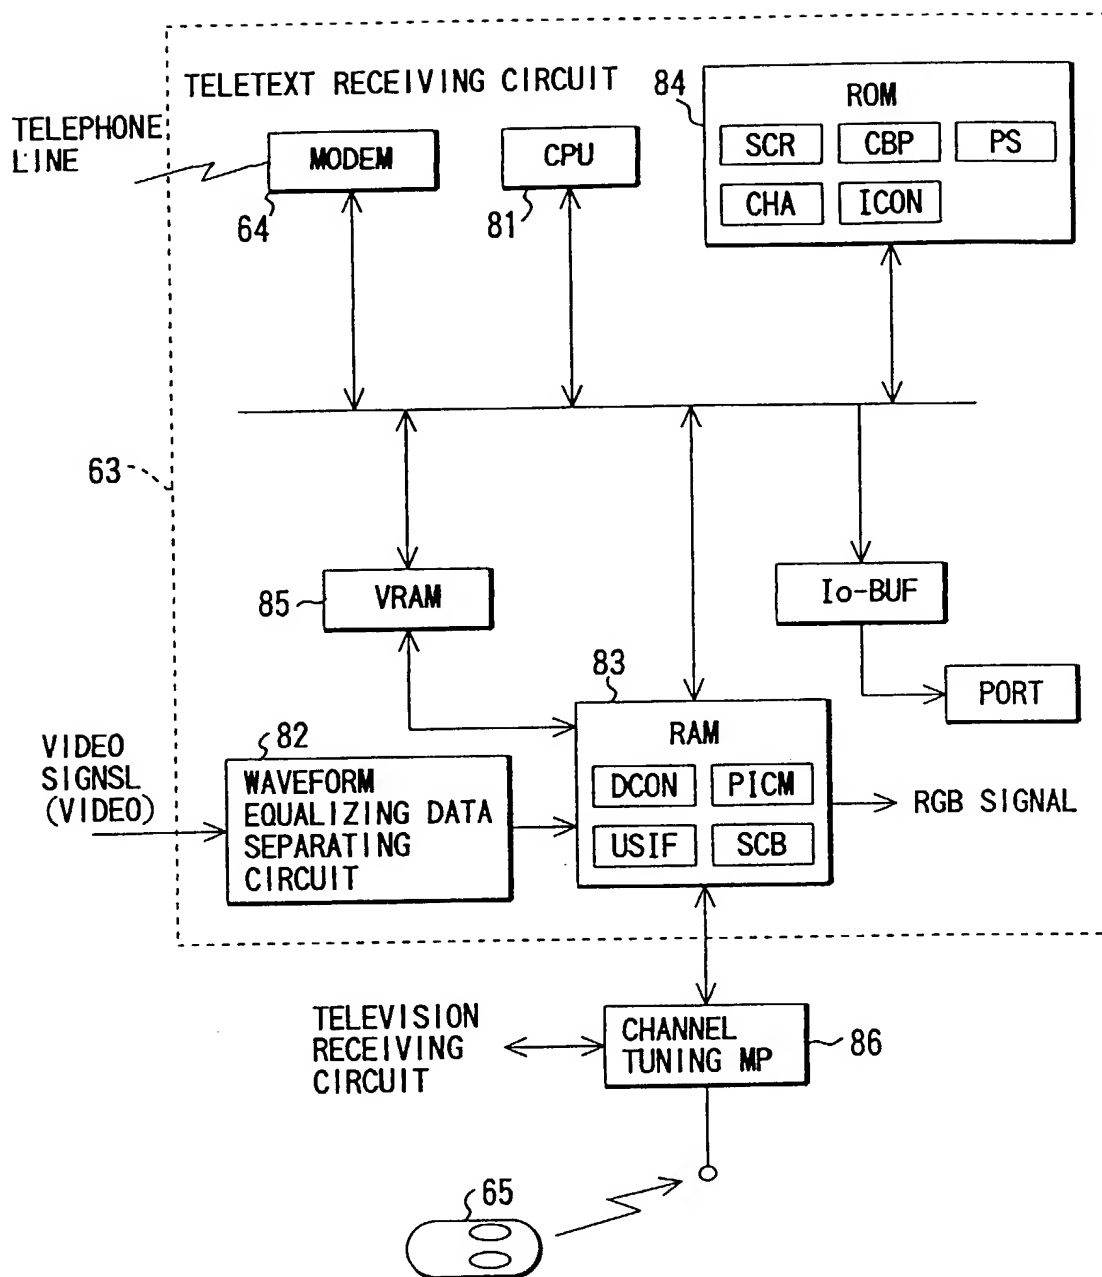 TELETEXT RECEIVING CIRCUIT
TELEPHONE
LINE
MODEM
64
CPU
81
84
ROM
SCR
CBP
PS
CHA
ICON
63
85
VRAM
Io-BUF
PORT
83
RAM
DCON
PICM
USIF
SCB
RGB SIGNAL
VIDEO
SIGNSL
(VIDEO)
82
WAVEFORM
EQUALIZING DATA
SEPARATING
CIRCUIT
TELEVISION
RECEIVING
CIRCUIT
CHANNEL
TUNING MP
86
65